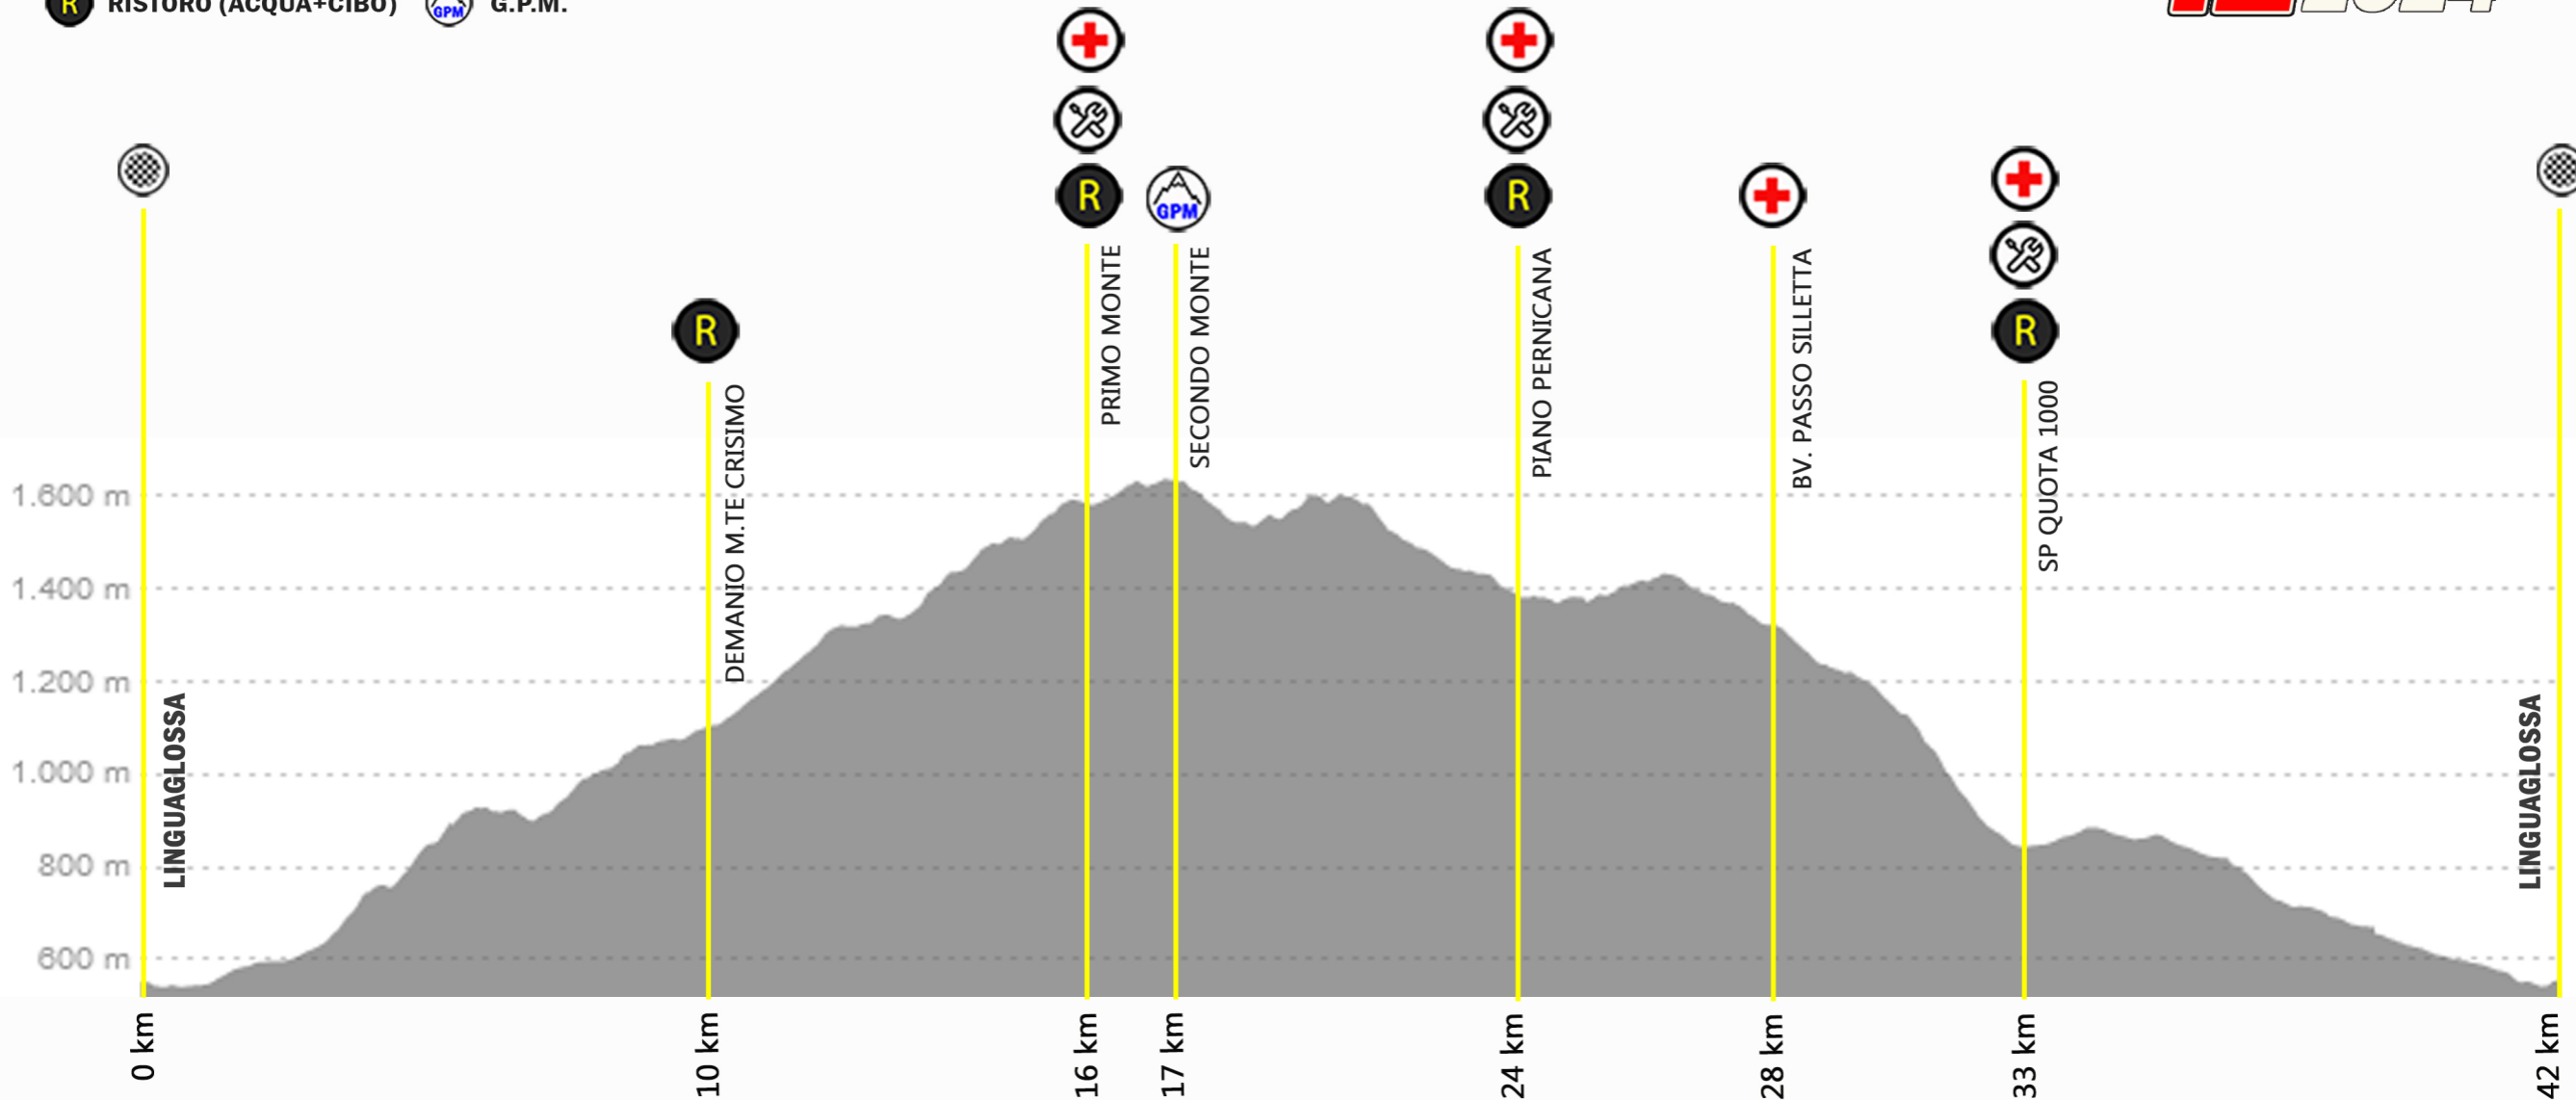 R RISTORO (ACQUA+CIBO) GPM G.P.M.
2024
R
GPM
R
R
R
PRIMO MONTE
SECONDO MONTE
PIANO PERNICANA
BV. PASSO SILLETTA
DEMANIO M.TE CRISIMO
SP QUOTA 1000
1.600 m
1.400 m
1.200 m
1.000 m
800 m
600 m
LINGUAGLOSSA
LINGUAGLOSSA
0 km
10 km
16 km
17 km
24 km
28 km
33 km
42 km